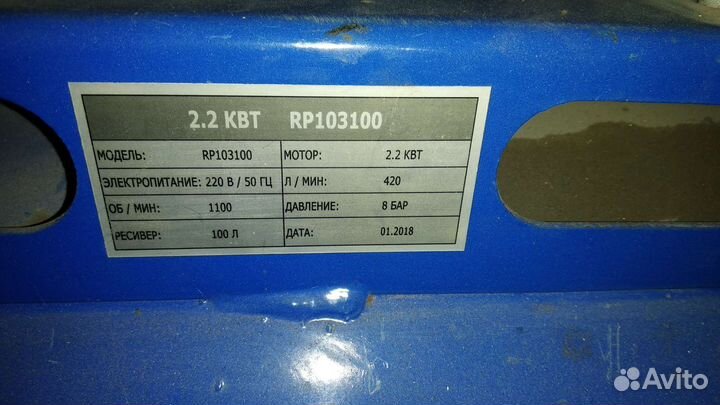 2.2 КВТ RP103100
МОДЕЛЬ: RP103100 МОТОР: 2.2 КВТ
ЭЛЕКТРОПИТАНИЕ: 220 В / 50 ГЦ Л / МИН: 420
ОБ / МИН: 1100 ДАВЛЕНИЕ: 8 БАР
РЕСИВЕР: 100 Л ДАТА: 01.2018
Avito